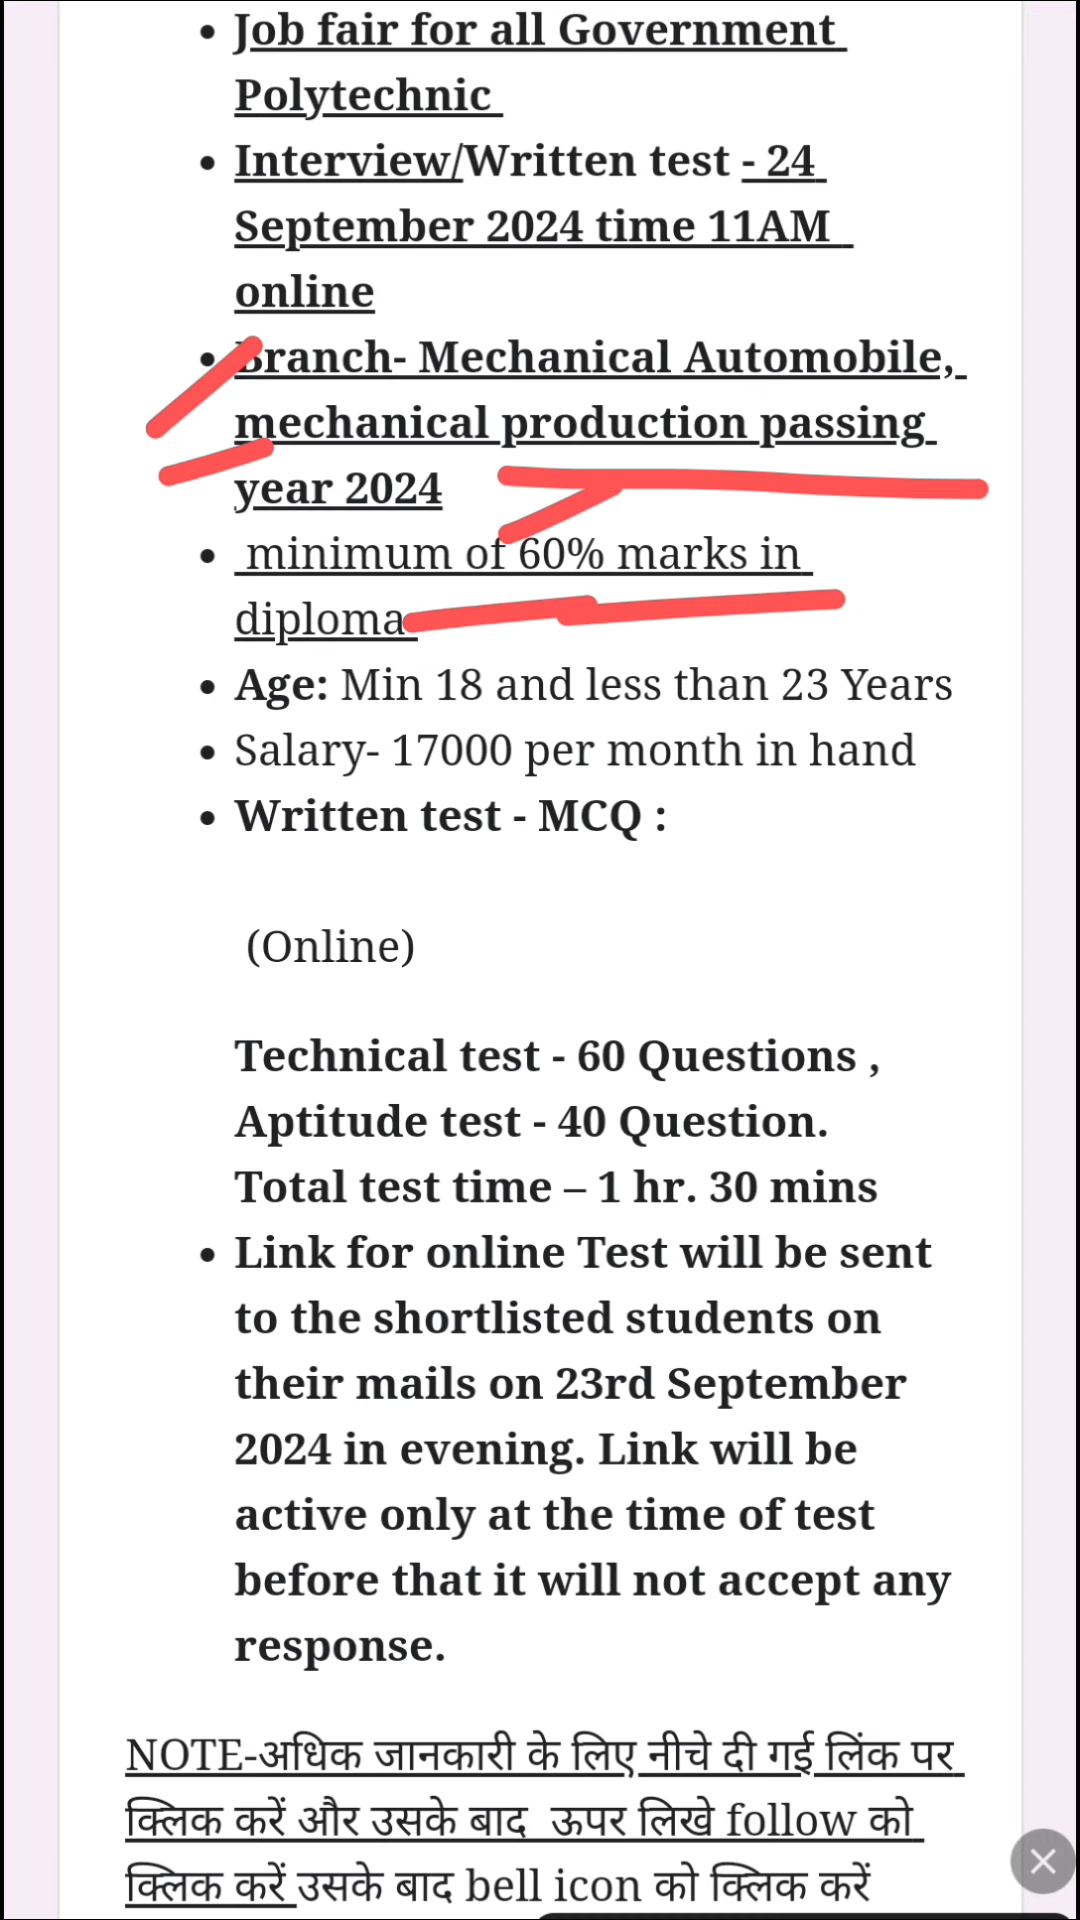 Job fair for all Government
Polytechnic
Interview/Written test - 24
September 2024 time 11AM
online
Branch- Mechanical Automobile,
mechanical production passing
year 2024
minimum of 60% marks in
diploma
Age: Min 18 and less than 23 Years
Salary- 17000 per month in hand
Written test - MCQ :
(Online)
Technical test - 60 Questions ,
Aptitude test - 40 Question.
Total test time – 1 hr. 30 mins
Link for online Test will be sent
to the shortlisted students on
their mails on 23rd September
2024 in evening. Link will be
active only at the time of test
before that it will not accept any
response.
NOTE-अधिक जानकारी के लिए नीचे दी गई लिंक पर
क्लिक करें और उसके बाद ऊपर लिखे follow को
क्लिक करें उसके बाद bell icon को क्लिक करें